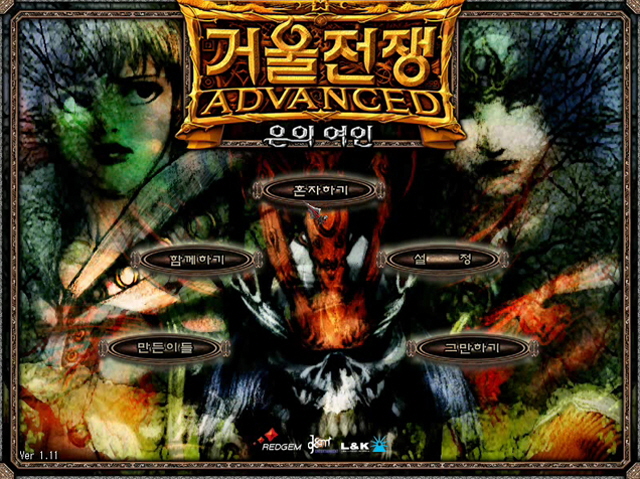 거울전쟁
ADVANCED
은의 여인
혼자하기
함께하기
설 정
만든이들
그만하기
REDGEM
L&K
Ver 1.11